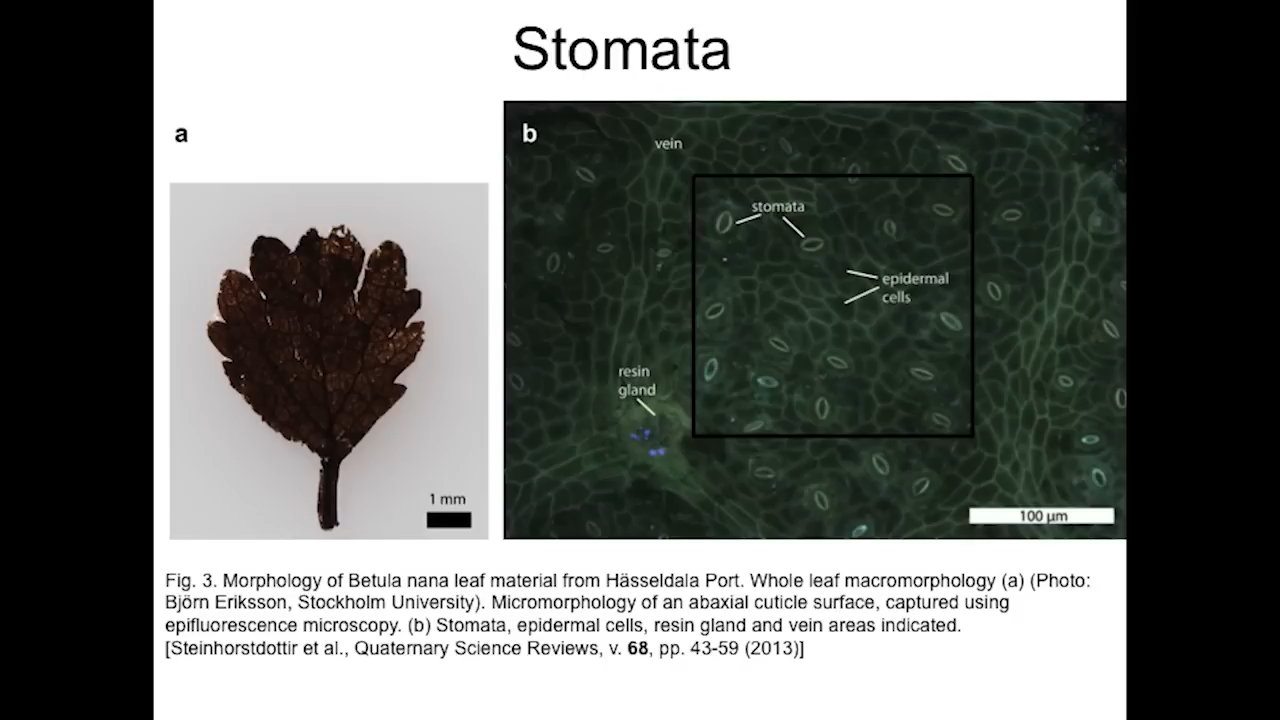 Stomata
a
b
vein
stomata
epidermal
cells
resin
gland
1 mm
100 µm
Fig. 3. Morphology of Betula nana leaf material from Hässeldala Port. Whole leaf macromorphology (a) (Photo:
Björn Eriksson, Stockholm University). Micromorphology of an abaxial cuticle surface, captured using
epifluorescence microscopy. (b) Stomata, epidermal cells, resin gland and vein areas indicated.
[Steinhorstdottir et al., Quaternary Science Reviews, v. 68, pp. 43-59 (2013)]